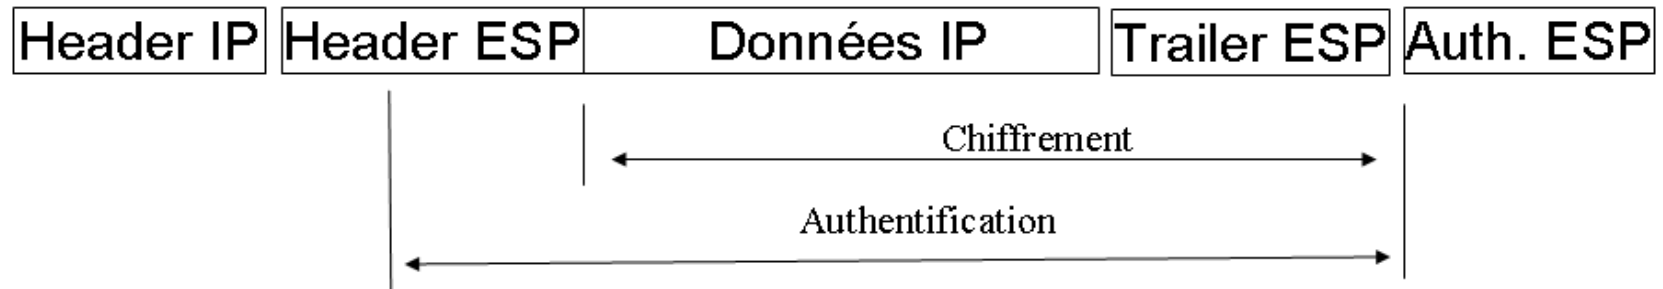 Header IP Header ESP Données IP Trailer ESP Auth. ESP
Chiffrement
Authentification